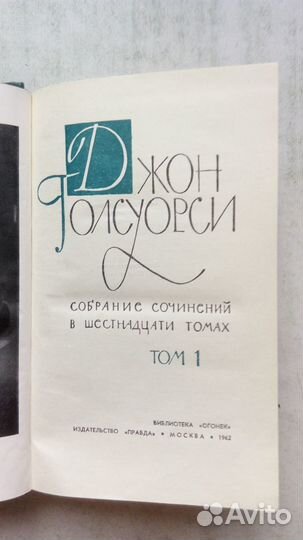 ДЖОН
ГОЛСУОРСИ
СОБРАНИЕ СОЧИНЕНИЙ
В ШЕСТНАДЦАТИ ТОМАХ
ТОМ 1
БИБЛИОТЕКА «ОГОНЕК»
ИЗДАТЕЛЬСТВО «ПРАВДА» • МОСКВА • 1962
Avito